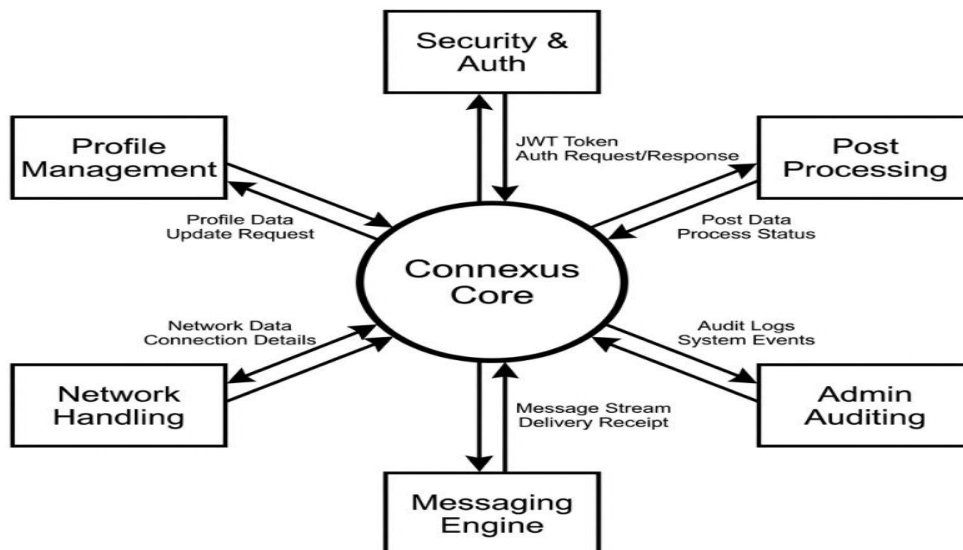 Security &
Auth
JWT Token
Auth Request/Response
Profile
Management
Post
Processing
Profile Data
Update Request
Post Data
Process Status
Connexus
Core
Network Data
Connection Details
Audit Logs
System Events
Network
Handling
Admin
Auditing
Message Stream
Delivery Receipt
Messaging
Engine